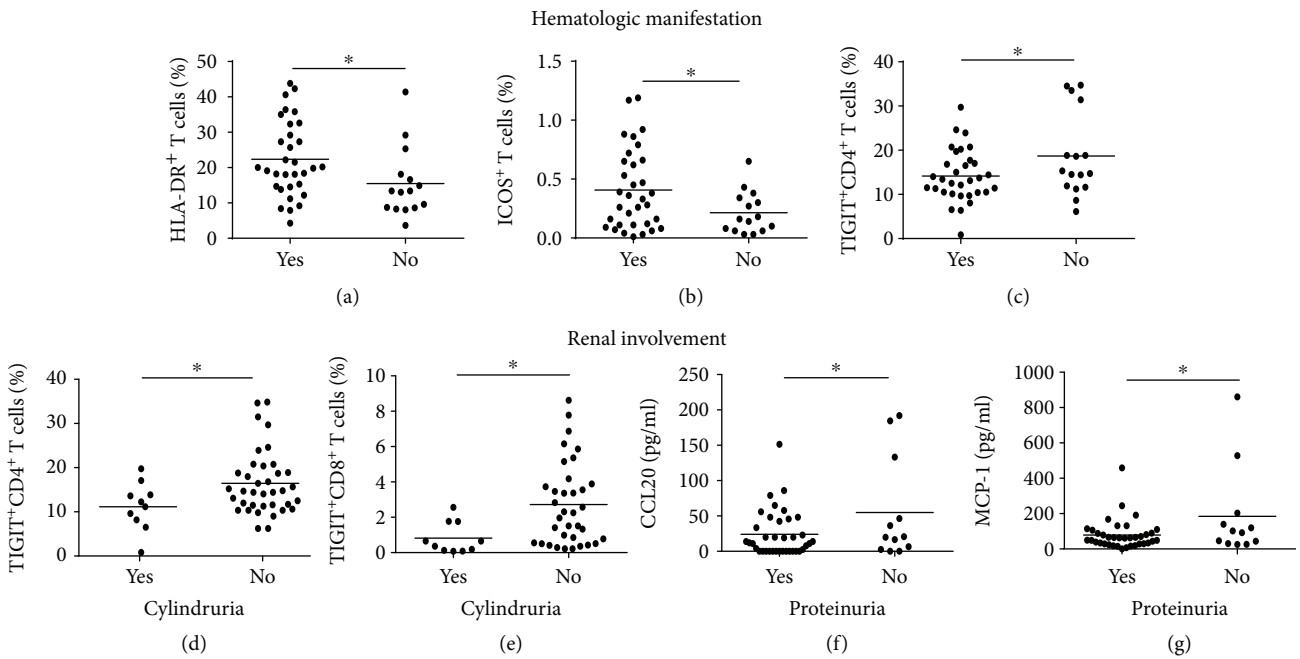 Hematologic manifestation
HLA-DR+ T cells (%)
50
40
30
20
10
0
*
Yes No
(a)
ICOS+ T cells (%)
1.5
1.0
0.5
0.0
*
Yes No
(b)
TIGIT+CD4+ T cells (%)
40
30
20
10
0
*
Yes No
(c)
Renal involvement
TIGIT+CD4+ T cells (%)
40
30
20
10
0
*
Yes No
Cylindruria
(d)
TIGIT+CD8+ T cells (%)
10
8
6
4
2
0
*
Yes No
Cylindruria
(e)
CCL20 (pg/ml)
250
200
150
100
50
0
*
Yes No
Proteinuria
(f)
MCP-1 (pg/ml)
1000
800
600
400
200
0
*
Yes No
Proteinuria
(g)